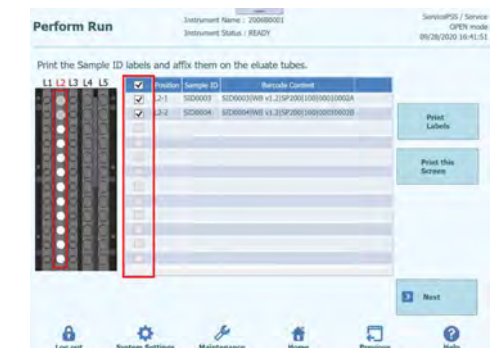 Perform Run
Instrument Name : 200680001
Instrument Status : READY
ServicePSS / Service
OPEN mode
09/28/2020 16:41:51
Print the Sample ID labels and affix them on the eluate tubes.
L1 L2 L3 L4 L5
Position Sample ID Barcode Content
L2-1 SID0003
L2-2 SID0004
Print
Labels
Print this
Screen
Next
Log out System Settings Maintenance Home Previous Help